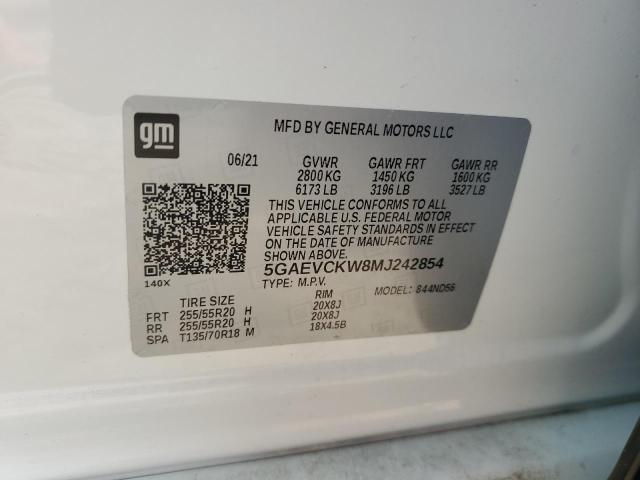 gm
MFD BY GENERAL MOTORS LLC
06/21 GVWR GAWR FRT GAWR RR
2800 KG 1450 KG 1600 KG
6173 LB 3196 LB 3527 LB
THIS VEHICLE CONFORMS TO ALL
APPLICABLE U.S. FEDERAL MOTOR
VEHICLE SAFETY STANDARDS IN EFFECT
ON THE DATE OF MANUFACTURE
SHOWN ABOVE.
140X
5GAEVCKW8MJ242854
TYPE: M.P.V. MODEL: 844ND56
TIRE SIZE RIM
FRT 255/55R20 H 20X8J
RR 255/55R20 H 20X8J
SPA T135/70R18 M 18X4.5B